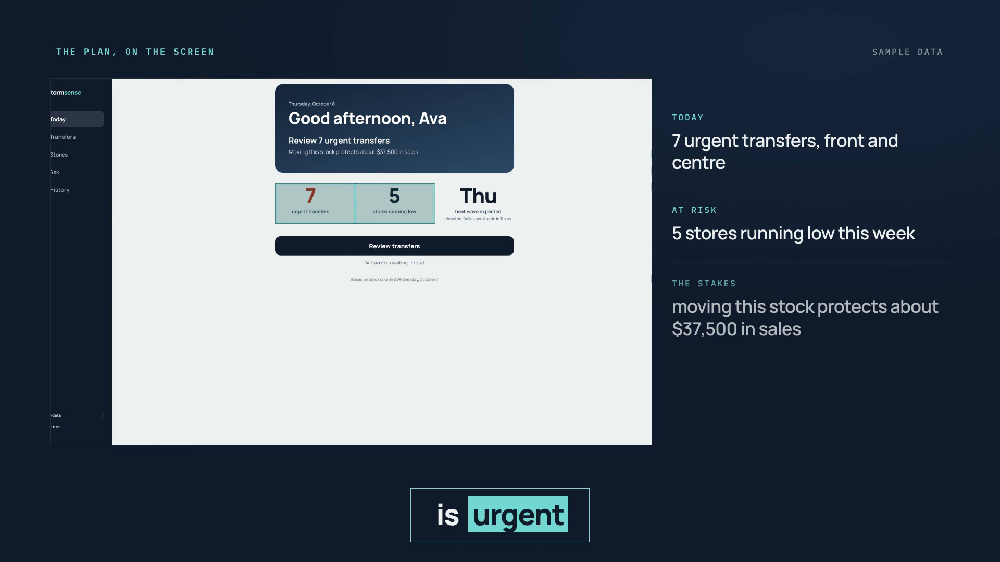 THE PLAN, ON THE SCREEN
SAMPLE DATA
tormsense
Today
Transfers
Stores
Ask
History
e data
nner
Thursday, October 8
Good afternoon, Ava
Review 7 urgent transfers
Moving this stock protects about $37,500 in sales.
7
urgent transfers
5
stores running low
Thu
heat wave expected
Houston, Dallas and Austin in Texas
Review transfers
14 transfers waiting in total
Based on stock counted Wednesday, October 7
TODAY
7 urgent transfers, front and
centre
AT RISK
5 stores running low this week
THE STAKES
moving this stock protects about
$37,500 in sales
is urgent